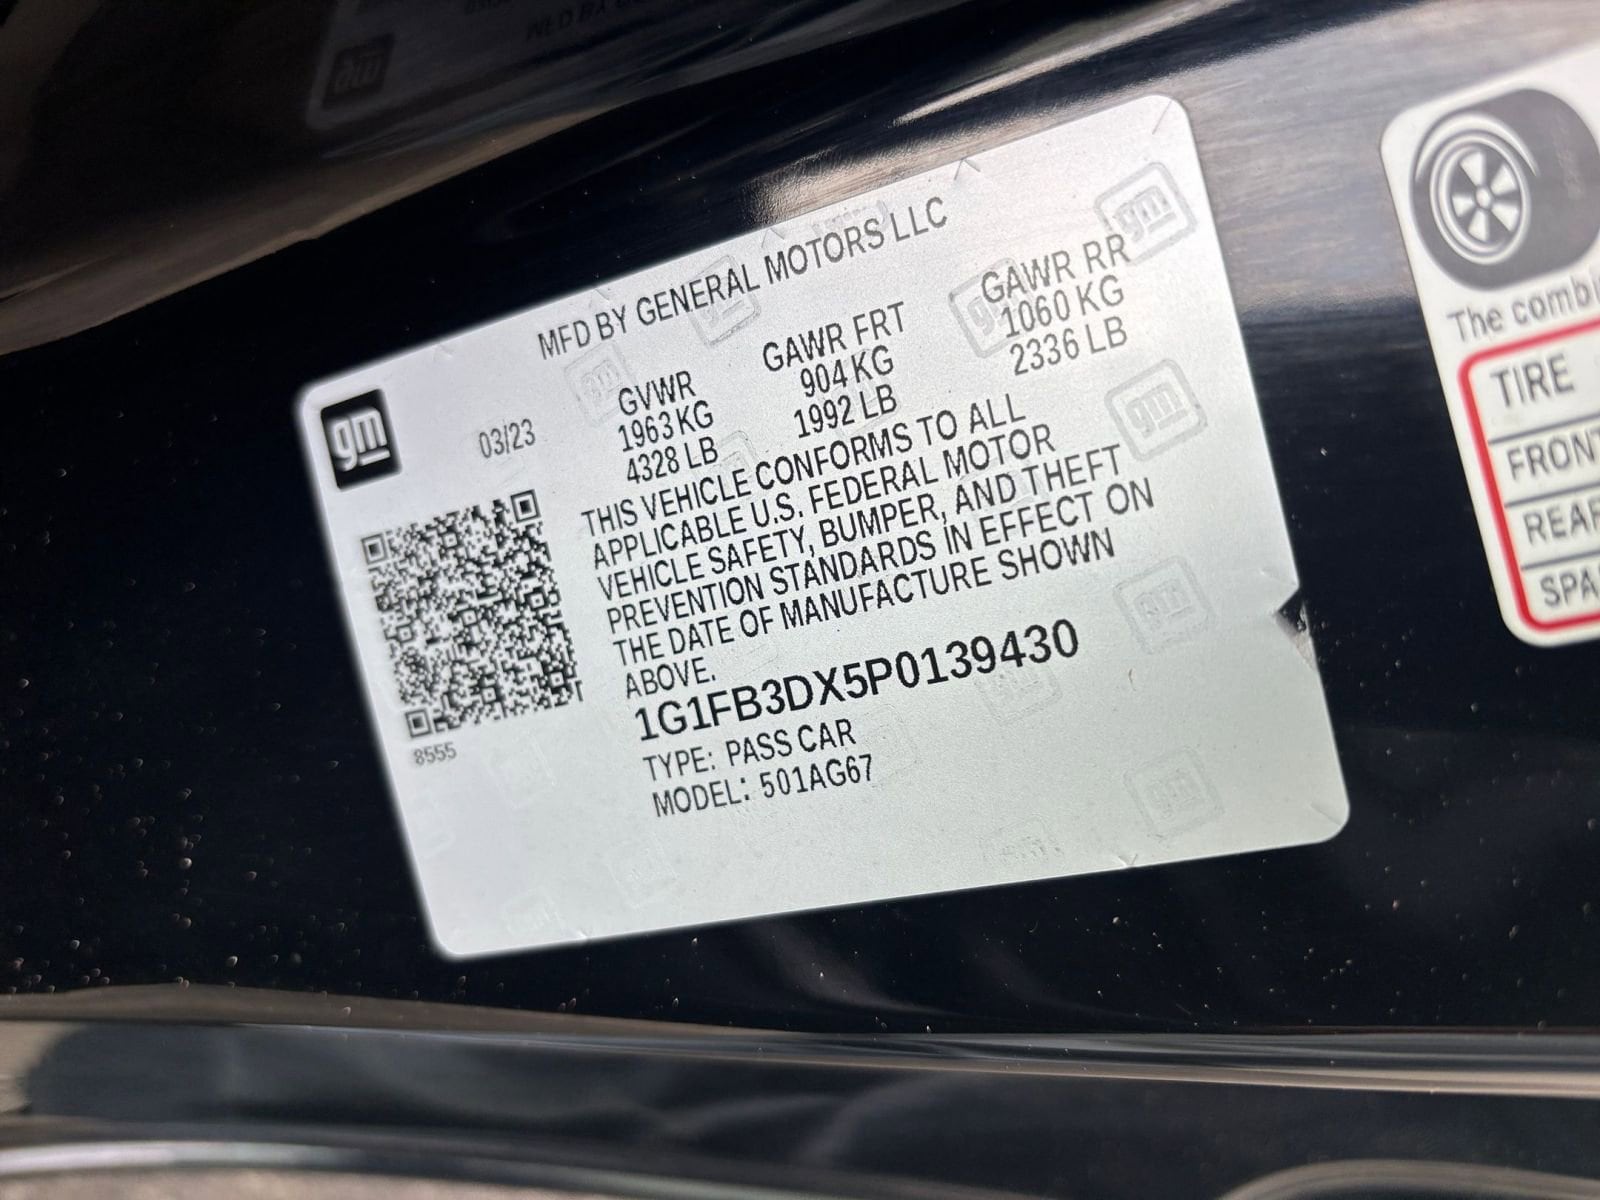 MFD BY GENERAL MOTORS LLC
gm
03/23
GVWR GAWR FRT GAWR RR
1963 KG 904 KG 1060 KG
4328 LB 1992 LB 2336 LB
THIS VEHICLE CONFORMS TO ALL
APPLICABLE U.S. FEDERAL MOTOR
VEHICLE SAFETY, BUMPER, AND THEFT
PREVENTION STANDARDS IN EFFECT ON
THE DATE OF MANUFACTURE SHOWN
ABOVE.
1G1FB3DX5P0139430
TYPE: PASS CAR
MODEL: 501AG67
8555
The combi
TIRE
FRONT
REAR
SPA